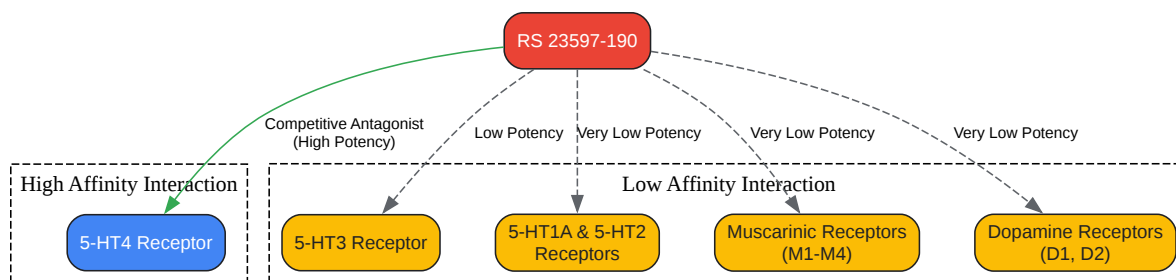 RS 23597-190
Competitive Antagonist
(High Potency)
Low Potency
Very Low Potency
Very Low Potency
Very Low Potency
High Affinity Interaction
Low Affinity Interaction
5-HT4 Receptor
5-HT3 Receptor
5-HT1A & 5-HT2
Receptors
Muscarinic Receptors
(M1-M4)
Dopamine Receptors
(D1, D2)